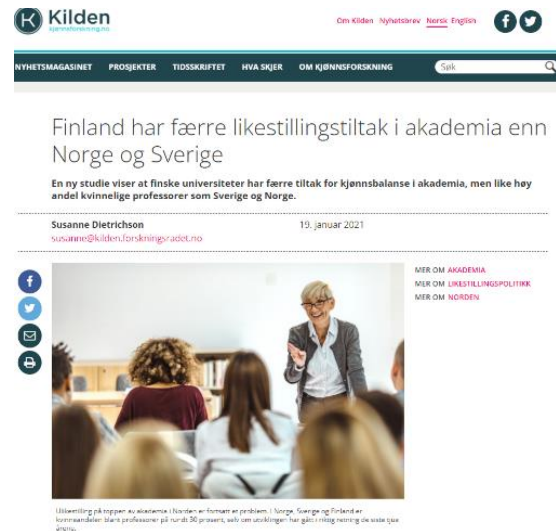 K Kilden
kjønnsforskning.no
Om Kilden Nyhetsbrev Norsk English
NYHETSMAGASINET PROSJEKTER TIDSSKRIFTET HVA SKJER OM KJØNNSFORSKNING Søk
Finland har færre likestillingstiltak i akademia enn
Norge og Sverige
En ny studie viser at finske universiteter har færre tiltak for kjønnsbalanse i akademia, men like høy
andel kvinnelige professorer som Sverige og Norge.
Susanne Dietrichson 19. januar 2021
susanne@kilden.forskningsradet.no
MER OM AKADEMIA
MER OM LIKESTILLINGSPOLITIKK
MER OM NORDEN
Ulikestilling på toppen av akademia i Norden er fortsatt et problem. I Norge, Sverige og Finland er
kvinneandelen blant professorer på rundt 30 prosent, selv om utviklingen har gått i riktig retning de siste tjue
årene.